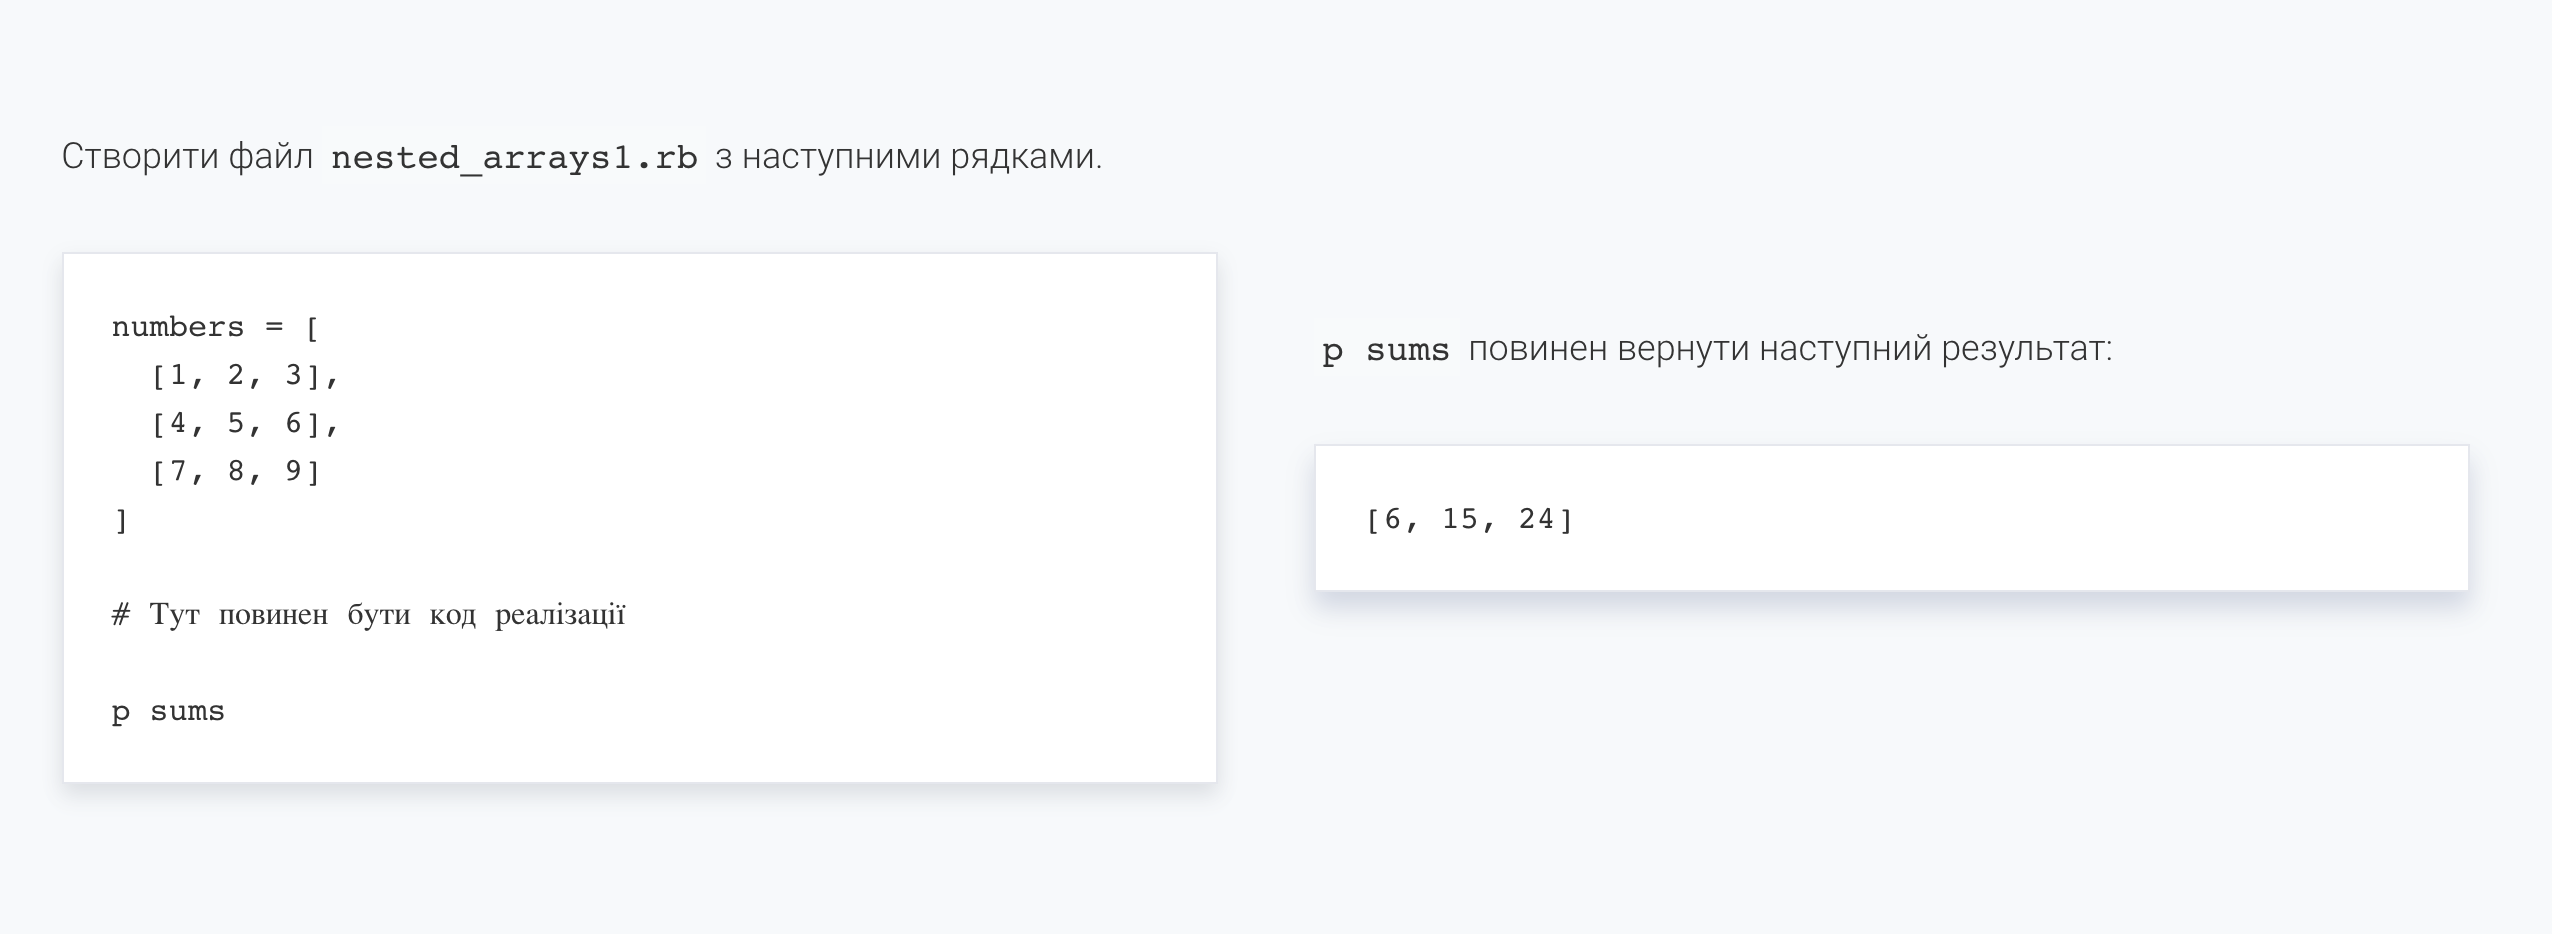 Створити файл nested_arrays1.rb з наступними рядками.
numbers = [
  [1, 2, 3],
  [4, 5, 6],
  [7, 8, 9]
]
# Тут повинен бути код реалізації
p sums
p sums повинен вернути наступний результат:
[6, 15, 24]